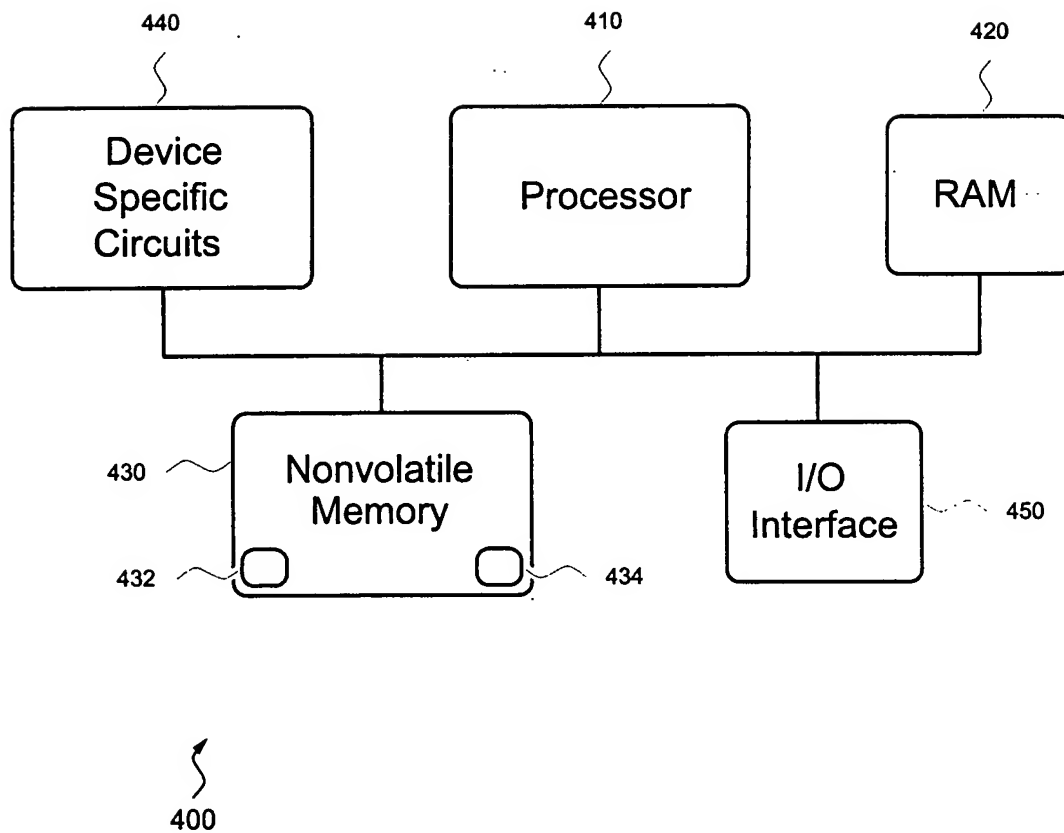 440
410
420
Device
Specific
Circuits
Processor
RAM
430
Nonvolatile
Memory
432
434
I/O
Interface
450
400